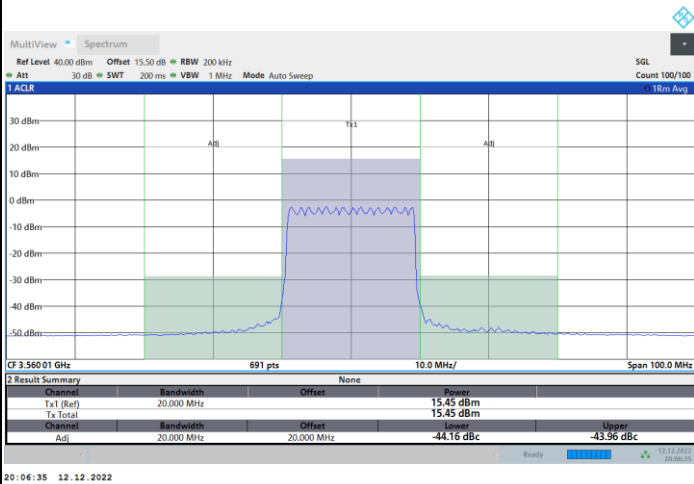 MultiView Spectrum
Ref Level 40.00 dBm Offset 15.50 dB RBW 200 kHz SGL
Att 30 dB SWT 200 ms VBW 1 MHz Mode Auto Sweep Count 100/100
1 ACLR 1Rm Avg
30 dBm
Tx1
20 dBm Adj Adj
10 dBm
0 dBm
-10 dBm
-20 dBm
-30 dBm
-40 dBm
-50 dBm
CF 3.56001 GHz 691 pts 10.0 MHz/ Span 100.0 MHz
2 Result Summary None
Channel Bandwidth Offset Power
Tx1 (Ref) 20.000 MHz 15.45 dBm
Tx Total 15.45 dBm
Channel Bandwidth Offset Lower Upper
Adj 20.000 MHz 20.000 MHz -44.16 dBc -43.96 dBc
Ready 12.12.2022
20:06:35
20:06:35 12.12.2022